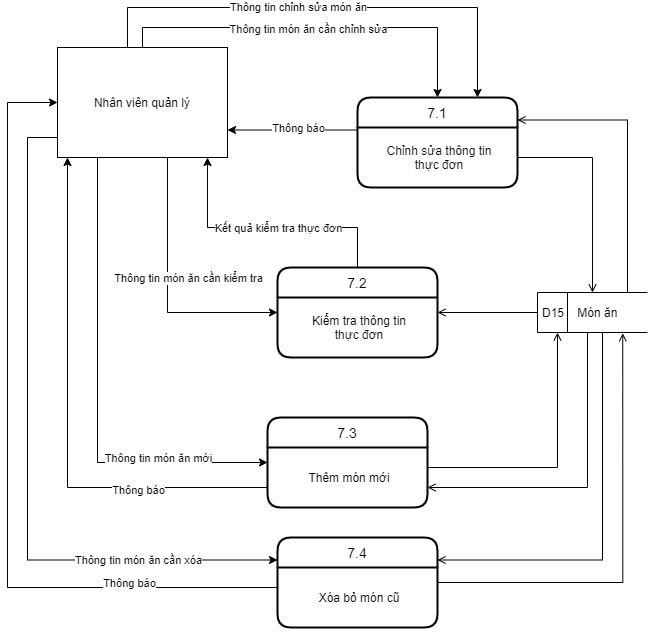 Thông tin chỉnh sửa món ăn
Thông tin món ăn cần chỉnh sửa
Nhân viên quản lý
7.1
Thông báo
Chỉnh sửa thông tin
thực đơn
Kết quả kiểm tra thực đơn
Thông tin món ăn cần kiểm tra
7.2
D15
Món ăn
Kiểm tra thông tin
thực đơn
7.3
Thông tin món ăn mới
Thêm món mới
Thông báo
7.4
Thông tin món ăn cần xóa
Thông báo
Xóa bỏ món cũ